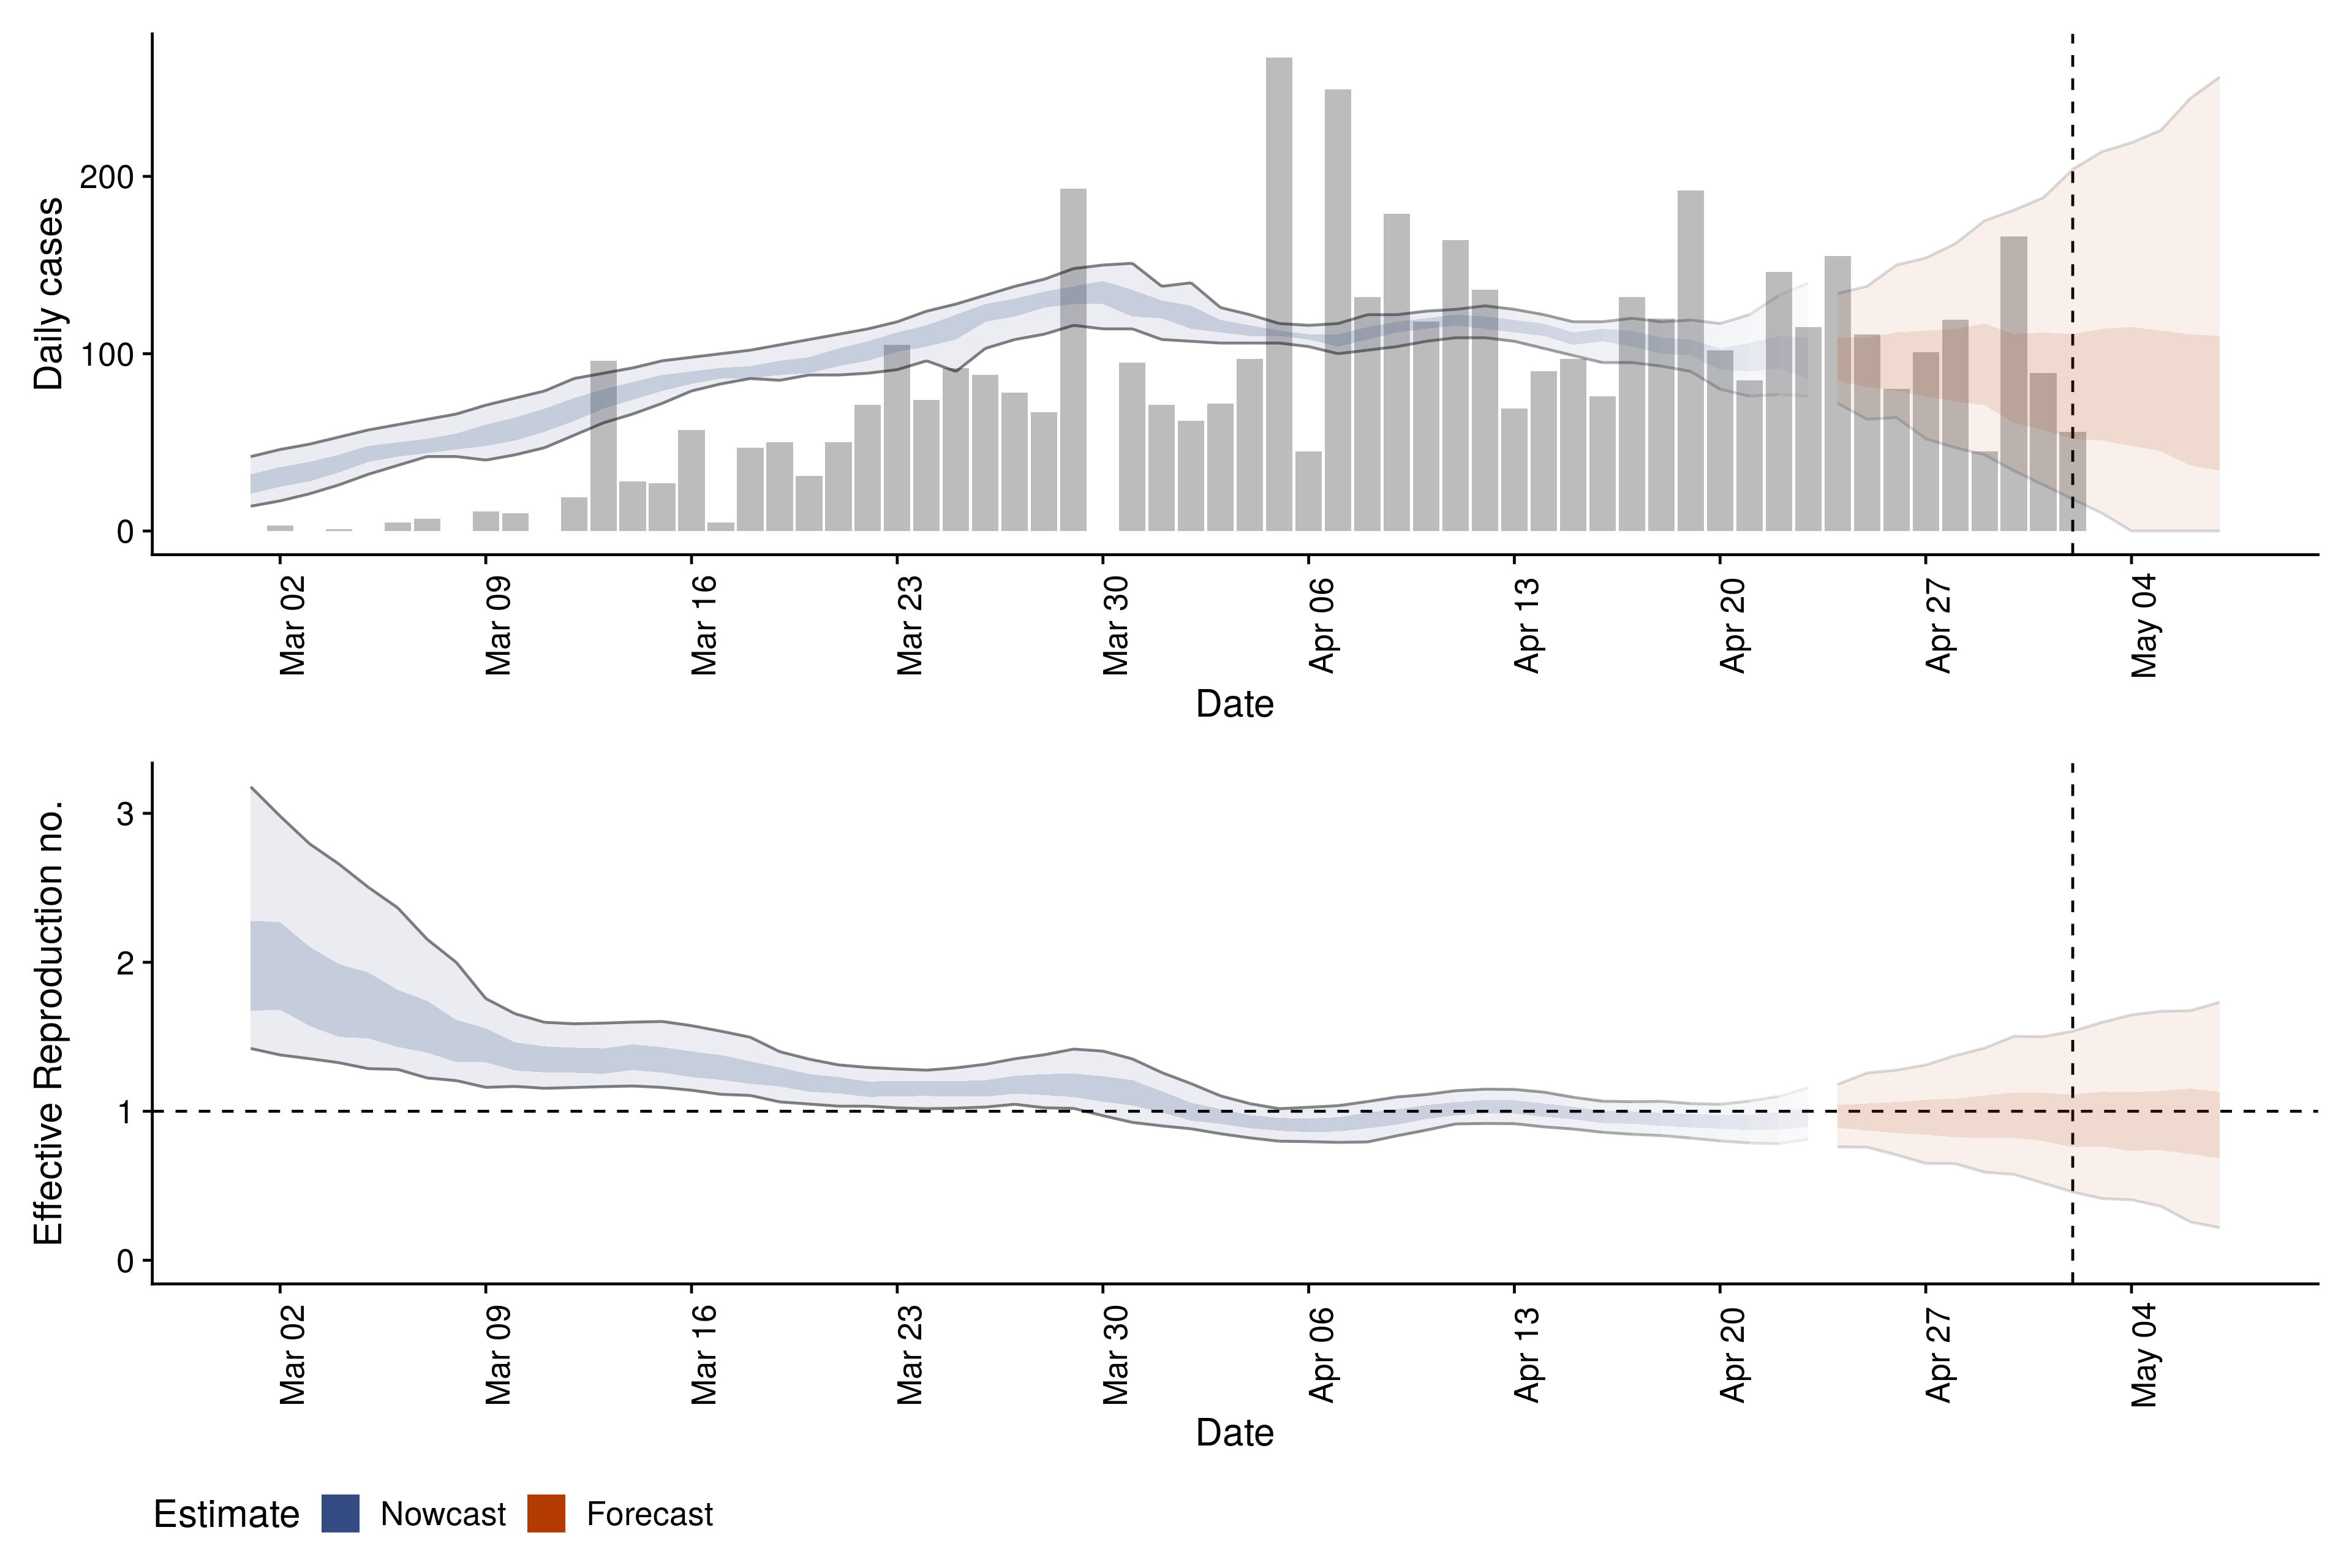 Daily cases
200
100
0
Mar 02
Mar 09
Mar 16
Mar 23
Mar 30
Apr 06
Apr 13
Apr 20
Apr 27
May 04
Date
Effective Reproduction no.
3
2
1
0
Mar 02
Mar 09
Mar 16
Mar 23
Mar 30
Apr 06
Apr 13
Apr 20
Apr 27
May 04
Date
Estimate Nowcast Forecast